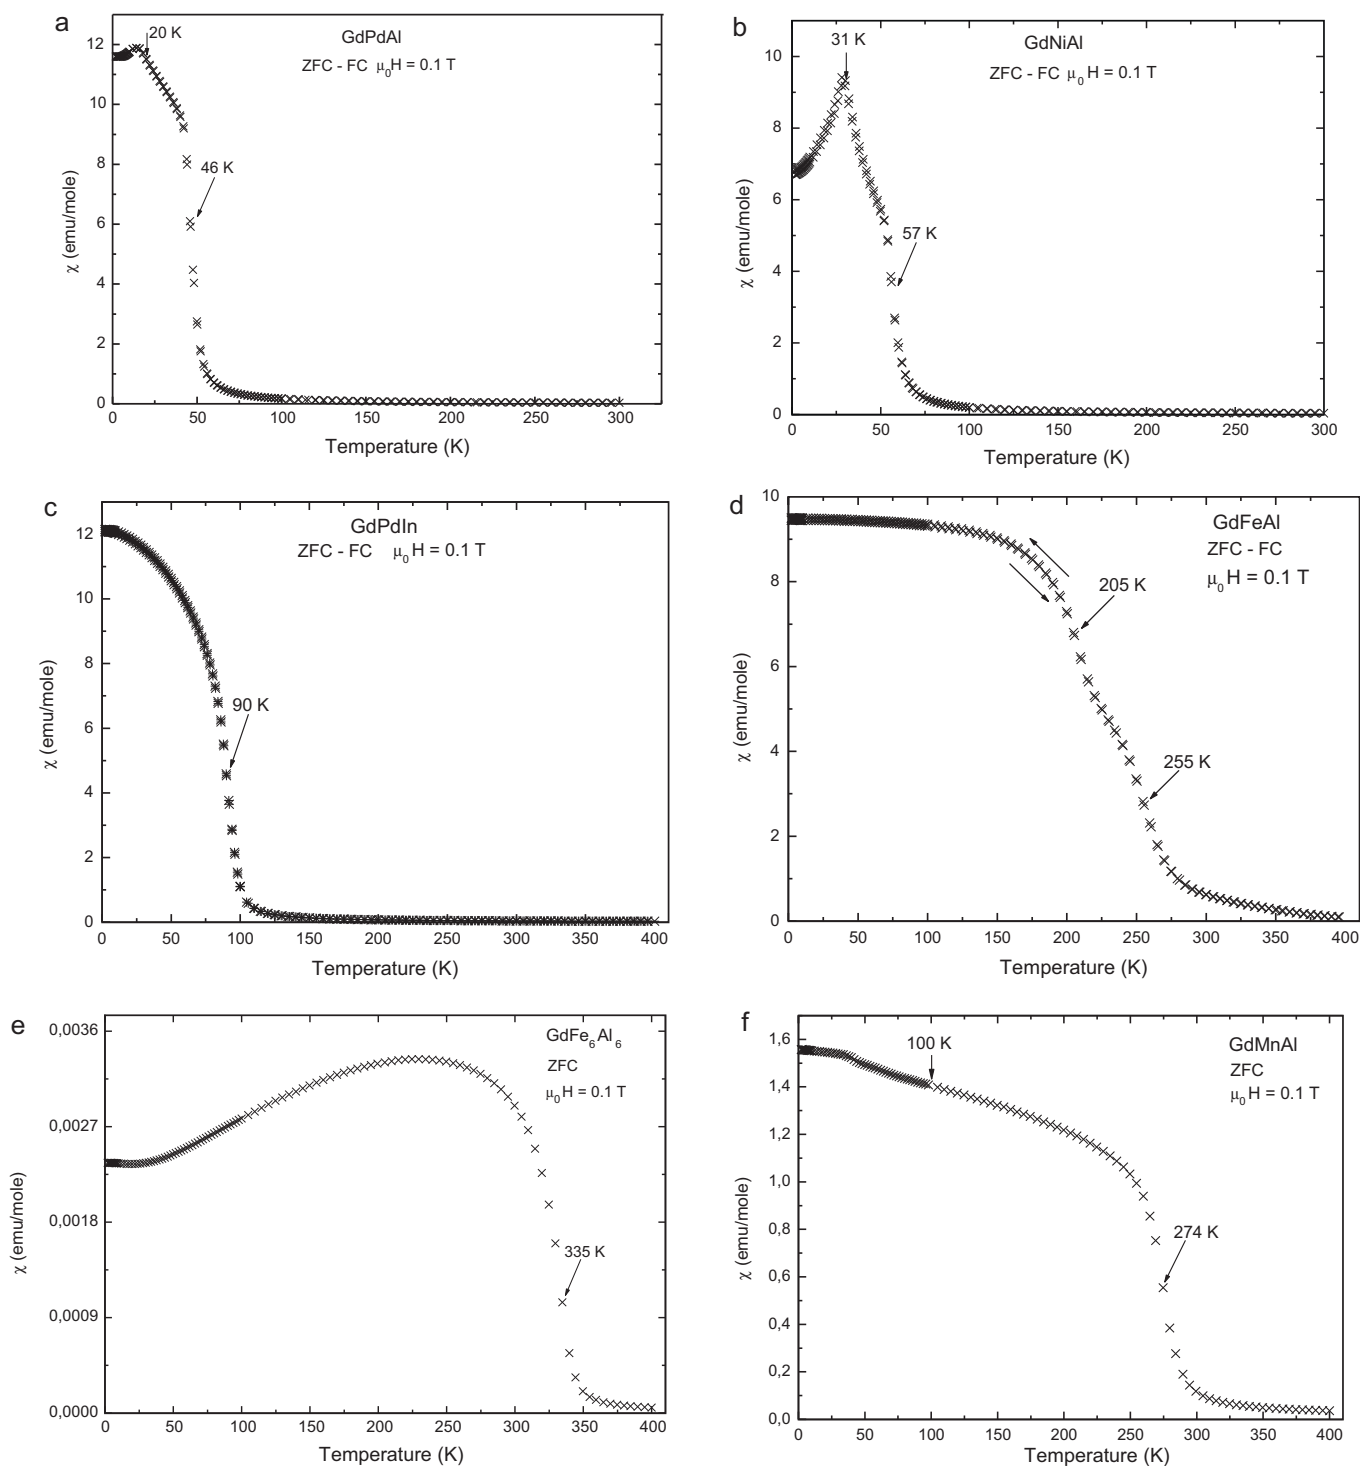 a
GdPdAl
ZFC - FC μ₀H = 0.1 T
20 K
46 K
χ (emu/mole)
12
10
8
6
4
2
0
0 50 100 150 200 250 300
Temperature (K)
b
GdNiAl
ZFC - FC μ₀H = 0.1 T
31 K
57 K
χ (emu/mole)
10
8
6
4
2
0
0 50 100 150 200 250 300
Temperature (K)
c
GdPdIn
ZFC - FC μ₀H = 0.1 T
90 K
χ (emu/mole)
12
10
8
6
4
2
0
0 50 100 150 200 250 300 350 400
Temperature (K)
d
GdFeAl
ZFC - FC
μ₀H = 0.1 T
205 K
255 K
χ (emu/mole)
10
8
6
4
2
0
0 50 100 150 200 250 300 350 400
Temperature (K)
e
GdFe₆Al₆
ZFC
μ₀H = 0.1 T
335 K
χ (emu/mole)
0,0036
0,0027
0,0018
0,0009
0,0000
0 50 100 150 200 250 300 350 400
Temperature (K)
f
GdMnAl
ZFC
μ₀H = 0.1 T
100 K
274 K
χ (emu/mole)
1,6
1,4
1,2
1,0
0,8
0,6
0,4
0,2
0,0
0 50 100 150 200 250 300 350 400
Temperature (K)